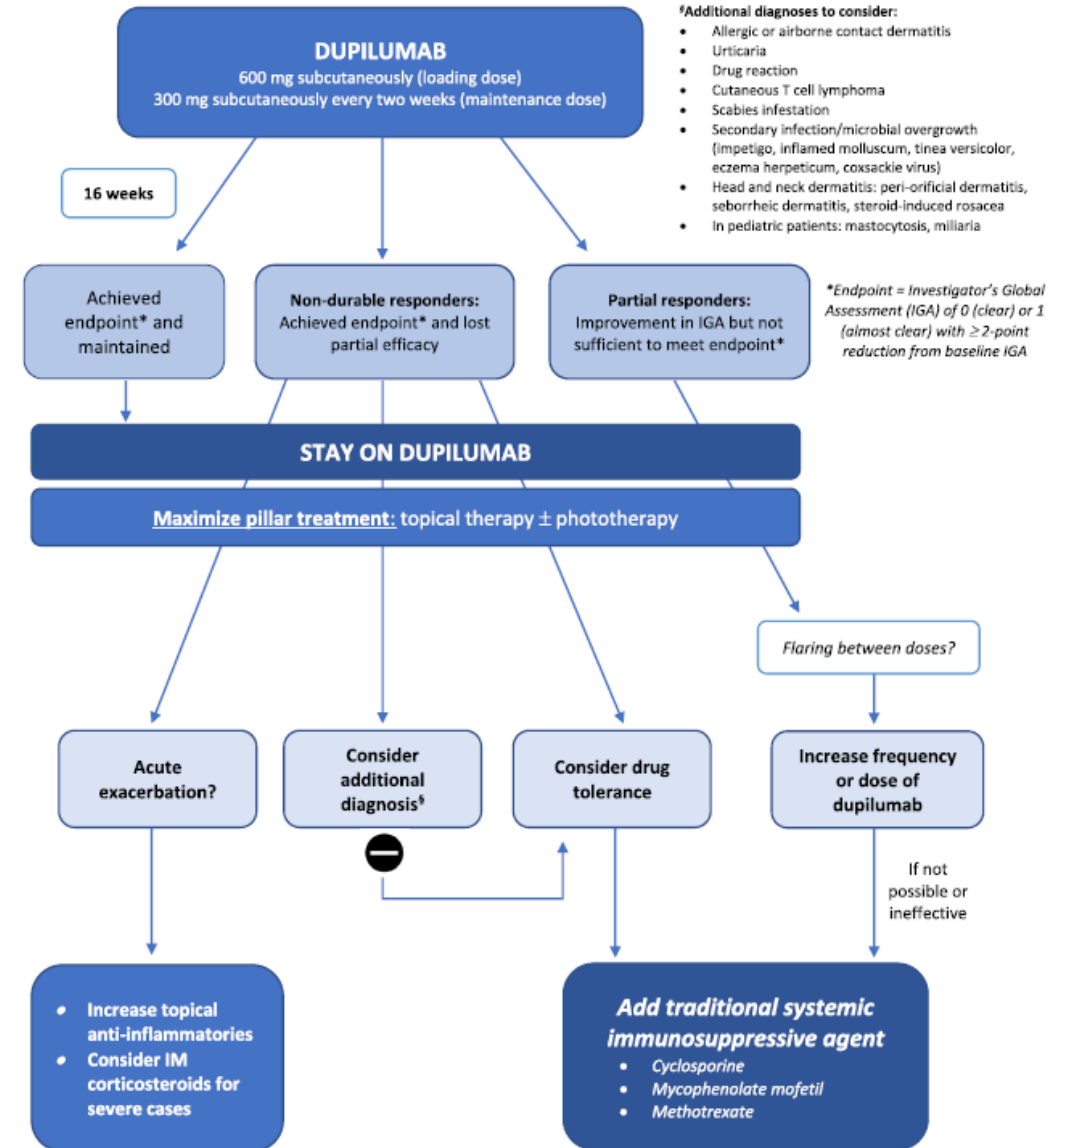 DUPILUMAB
600 mg subcutaneously (loading dose)
300 mg subcutaneously every two weeks (maintenance dose)
§Additional diagnoses to consider:
• Allergic or airborne contact dermatitis
• Urticaria
• Drug reaction
• Cutaneous T cell lymphoma
• Scabies infestation
• Secondary infection/microbial overgrowth
(impetigo, inflamed molluscum, tinea versicolor,
eczema herpeticum, coxsackie virus)
• Head and neck dermatitis: peri-orificial dermatitis,
seborrheic dermatitis, steroid-induced rosacea
• In pediatric patients: mastocytosis, miliaria
16 weeks
Achieved
endpoint* and
maintained
Non-durable responders:
Achieved endpoint* and lost
partial efficacy
Partial responders:
Improvement in IGA but not
sufficient to meet endpoint*
*Endpoint = Investigator's Global
Assessment (IGA) of 0 (clear) or 1
(almost clear) with ≥2-point
reduction from baseline IGA
STAY ON DUPILUMAB
Maximize pillar treatment: topical therapy ± phototherapy
Flaring between doses?
Acute
exacerbation?
Consider
additional
diagnosis§
Consider drug
tolerance
Increase frequency
or dose of
dupilumab
If not
possible or
ineffective
• Increase topical
anti-inflammatories
• Consider IM
corticosteroids for
severe cases
Add traditional systemic
immunosuppressive agent
• Cyclosporine
• Mycophenolate mofetil
• Methotrexate